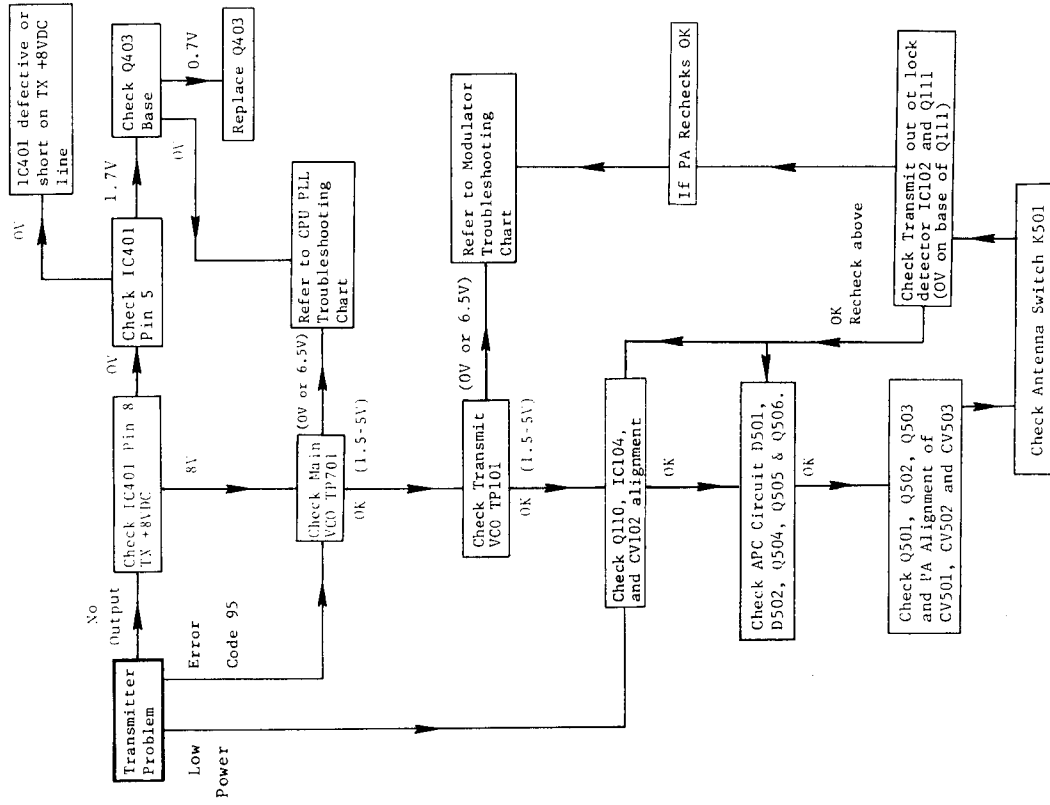 Transmitter
Problem
No
Output
Error
Code 95
Low
Power
Check IC401 Pin 8
TX +8VDC.
0V
8V
Check IC401
Pin 5
0V
1.7V
IC401 defective or
short on TX +8VDC
line
Check Q403
Base
0V
0.7V
Replace Q403
Check Main
VCO TP701
(0V or 6.5V)
OK
(1.5-5V)
Refer to CPU PLL
Troubleshooting
Chart
Check Transmit
VCO TP101
(0V or 6.5V)
OK
(1.5-5V)
Refer to Modulator
Troubleshooting
Chart
Check Q110, IC104,
and CV102 alignment
OK
Check APC Circuit D501,
D502, Q504, Q505 & Q506.
OK
Check Q501, Q502, Q503
and PA Alignment of
CV501, CV502 and CV503
Check Antenna Switch K501
Check Transmit out ot lock
detector IC102 and Q111
(0V on base of Q111)
OK
Recheck above
If PA Rechecks OK